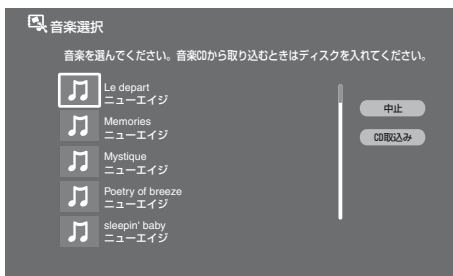 音楽選択
音楽を選んでください。音楽CDから取り込むときはディスクを入れてください。
Le depart
ニューエイジ
中止
Memories
ニューエイジ
CD取込み
Mystique
ニューエイジ
Poetry of breeze
ニューエイジ
sleepin' baby
ニューエイジ